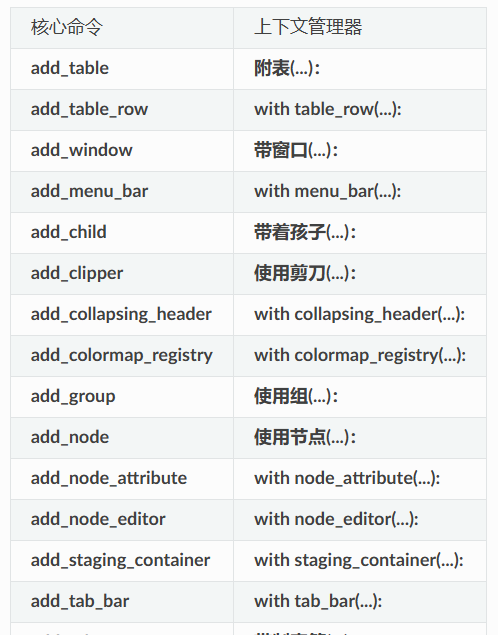 核心命令 上下文管理器
add_table 附表(...)：
add_table_row with table_row(...):
add_window 带窗口(...)：
add_menu_bar with menu_bar(...):
add_child 带着孩子(...)：
add_clipper 使用剪刀(...)：
add_collapsing_header with collapsing_header(...):
add_colormap_registry with colormap_registry(...):
add_group 使用组(...)：
add_node 使用节点(...)：
add_node_attribute with node_attribute(...):
add_node_editor with node_editor(...):
add_staging_container with staging_container(...):
add_tab_bar with tab_bar(...):